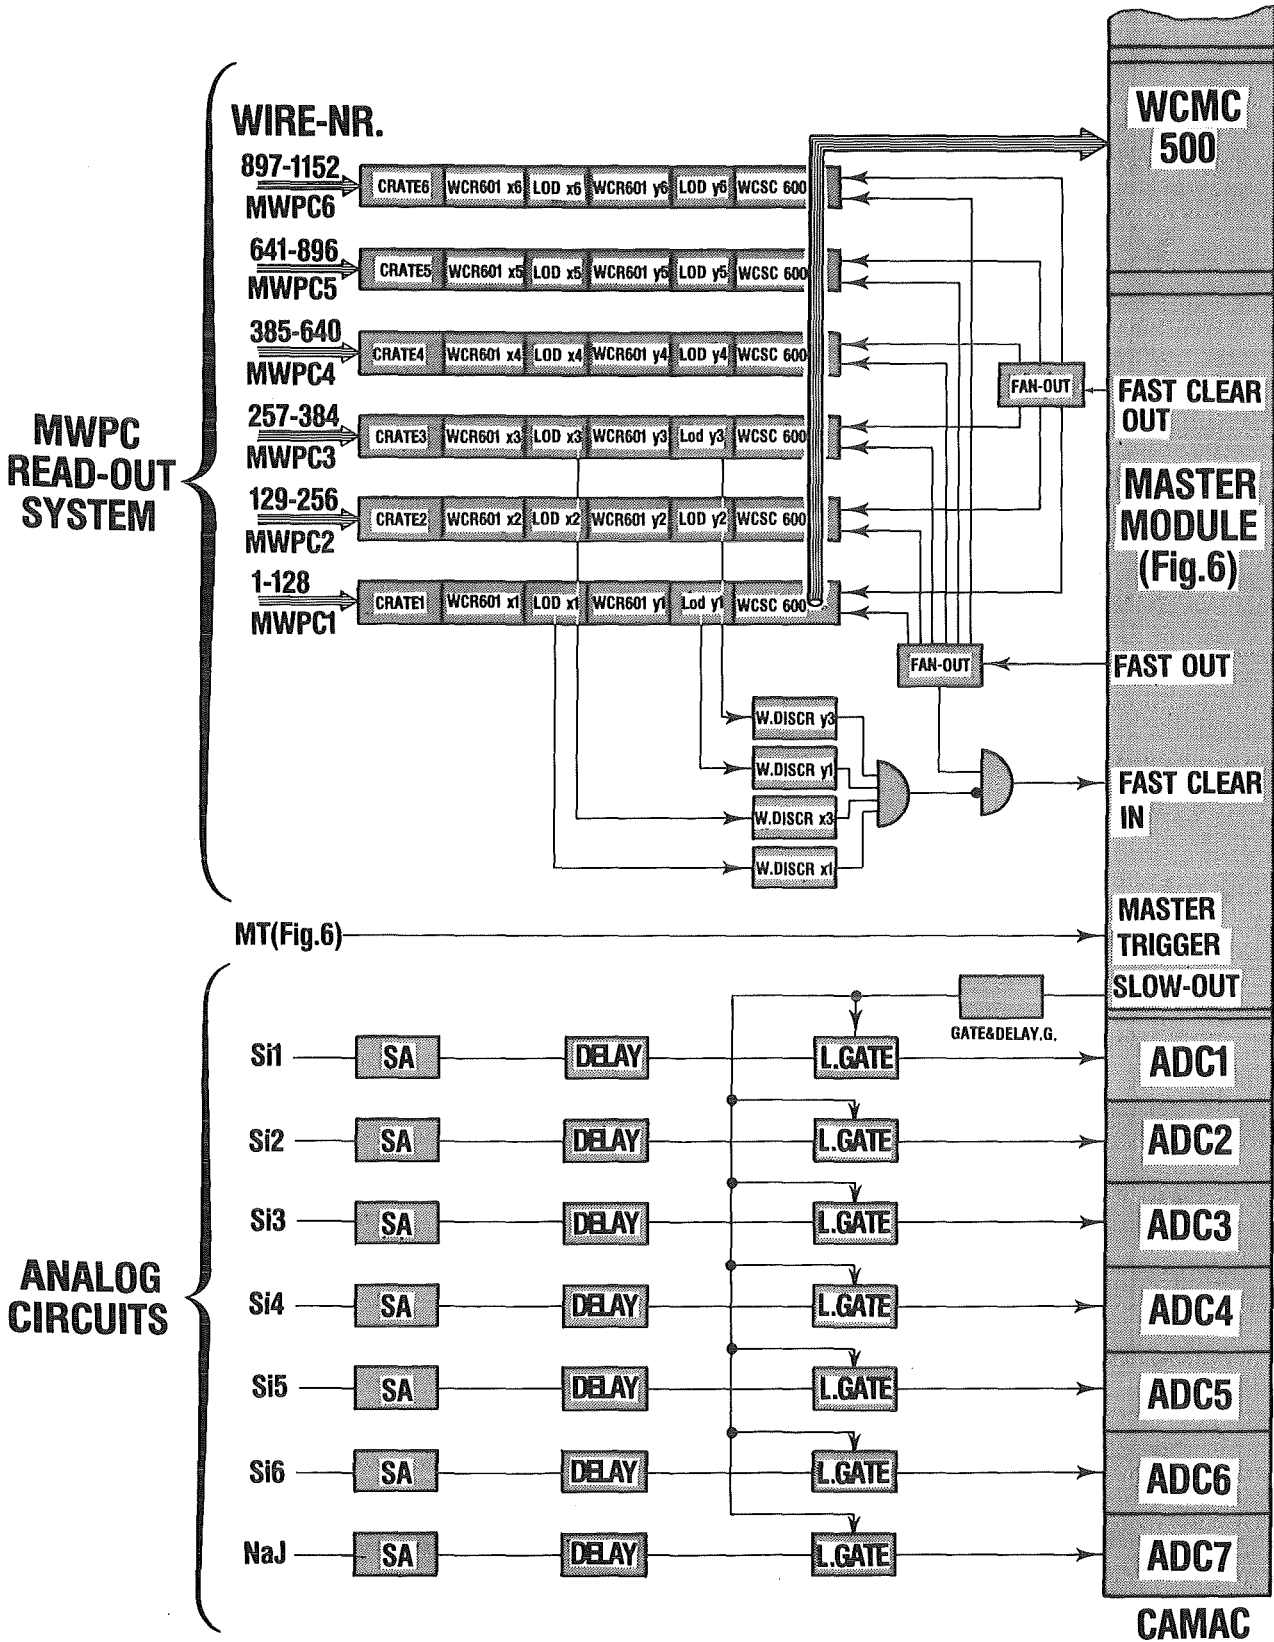 WCMC
500
WIRE-NR.
897-1152
MWPC6
CRATE6 WCR601 x6 LOD x6 WCR601 y6 LOD y6 WCSC 600
641-896
MWPC5
CRATE5 WCR601 x5 LOD x5 WCR601 y5 LOD y5 WCSC 600
385-640
MWPC4
CRATE4 WCR601 x4 LOD x4 WCR601 y4 LOD y4 WCSC 600
257-384
MWPC3
CRATE3 WCR601 x3 LOD x3 WCR601 y3 Lod y3 WCSC 600
129-256
MWPC2
CRATE2 WCR601 x2 LOD x2 WCR601 y2 LOD y2 WCSC 600
1-128
MWPC1
CRATE1 WCR601 x1 LOD x1 WCR601 y1 Lod y1 WCSC 600
MWPC
READ-OUT
SYSTEM
FAN-OUT
FAST CLEAR
OUT
MASTER
MODULE
(Fig.6)
FAN-OUT
FAST OUT
W.DISCR y3
W.DISCR y1
W.DISCR x3
W.DISCR x1
FAST CLEAR
IN
MT(Fig.6)
MASTER
TRIGGER
SLOW-OUT
GATE&DELAY.G.
ANALOG
CIRCUITS
Si1 SA DELAY L.GATE ADC1
Si2 SA DELAY L.GATE ADC2
Si3 SA DELAY L.GATE ADC3
Si4 SA DELAY L.GATE ADC4
Si5 SA DELAY L.GATE ADC5
Si6 SA DELAY L.GATE ADC6
NaJ SA DELAY L.GATE ADC7
CAMAC